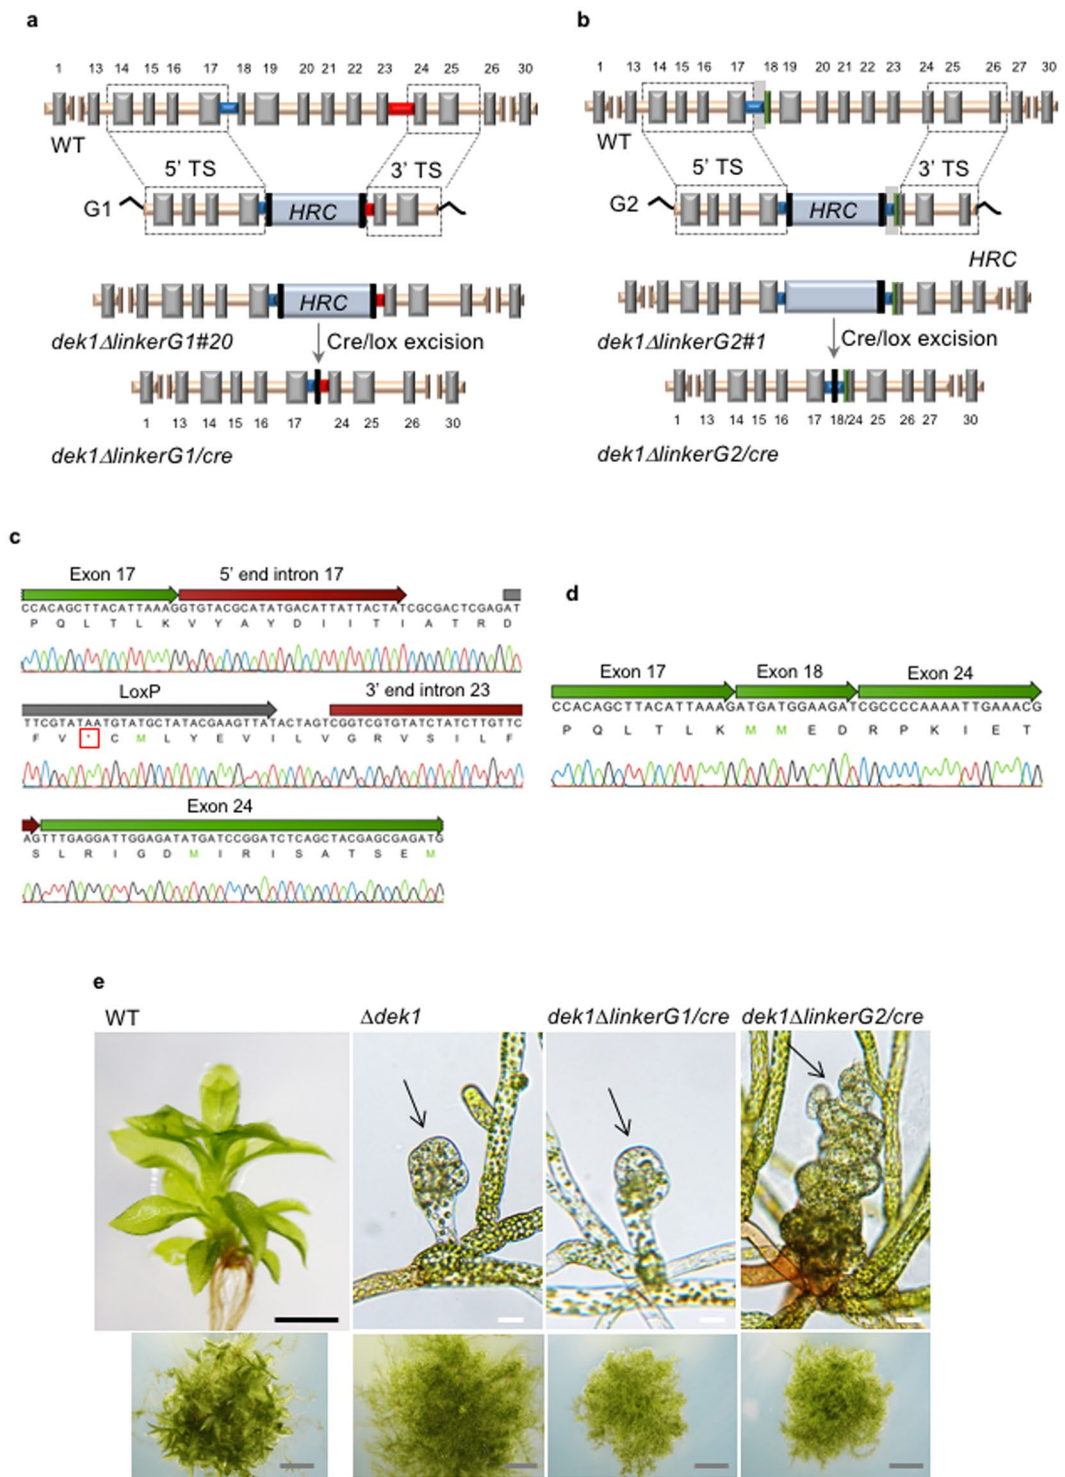 a
1 13 14 15 16 17 18 19 20 21 22 23 24 25 26 30
WT
5' TS 3' TS
G1 HRC
HRC
dek1ΔlinkerG1#20 Cre/lox excision
1 13 14 15 16 17 24 25 26 30
dek1ΔlinkerG1/cre
b
1 13 14 15 16 17 18 19 20 21 22 23 24 25 26 27 30
WT
5' TS 3' TS
G2 HRC
HRC
dek1ΔlinkerG2#1 Cre/lox excision
1 13 14 15 16 17 18/24 25 26 27 30
dek1ΔlinkerG2/cre
c
Exon 17 5' end intron 17
CCACAGCTTACATTAAAGGTGTACGCATATGACATTATTACTATCGCGACTCGAGAT
P Q L T L K V Y A Y D I I T I A T R D
LoxP 3' end intron 23
TTCGTATAATGTATGCTATACGAAGTTATACTAGTCGGTCGTGTATCTATCTTGTTC
F V * C M L Y E V I L V G R V S I L F
Exon 24
AGTTTGAGGATTGGAGATATGATCCGGATCTCAGCTACGAGCGAGATG
S L R I G D M I R I S A T S E M
d
Exon 17 Exon 18 Exon 24
CCACAGCTTACATTAAAGATGATGGAAGATCGCCCCAAAATTGAAACG
P Q L T L K M M E D R P K I E T
e
WT Δdek1 dek1ΔlinkerG1/cre dek1ΔlinkerG2/cre